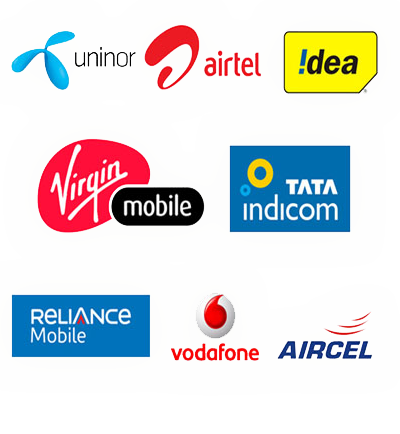 uninor
airtel
!dea
Virgin
mobile
TATA
indicom
RELIANCE
Mobile
vodafone
AIRCEL